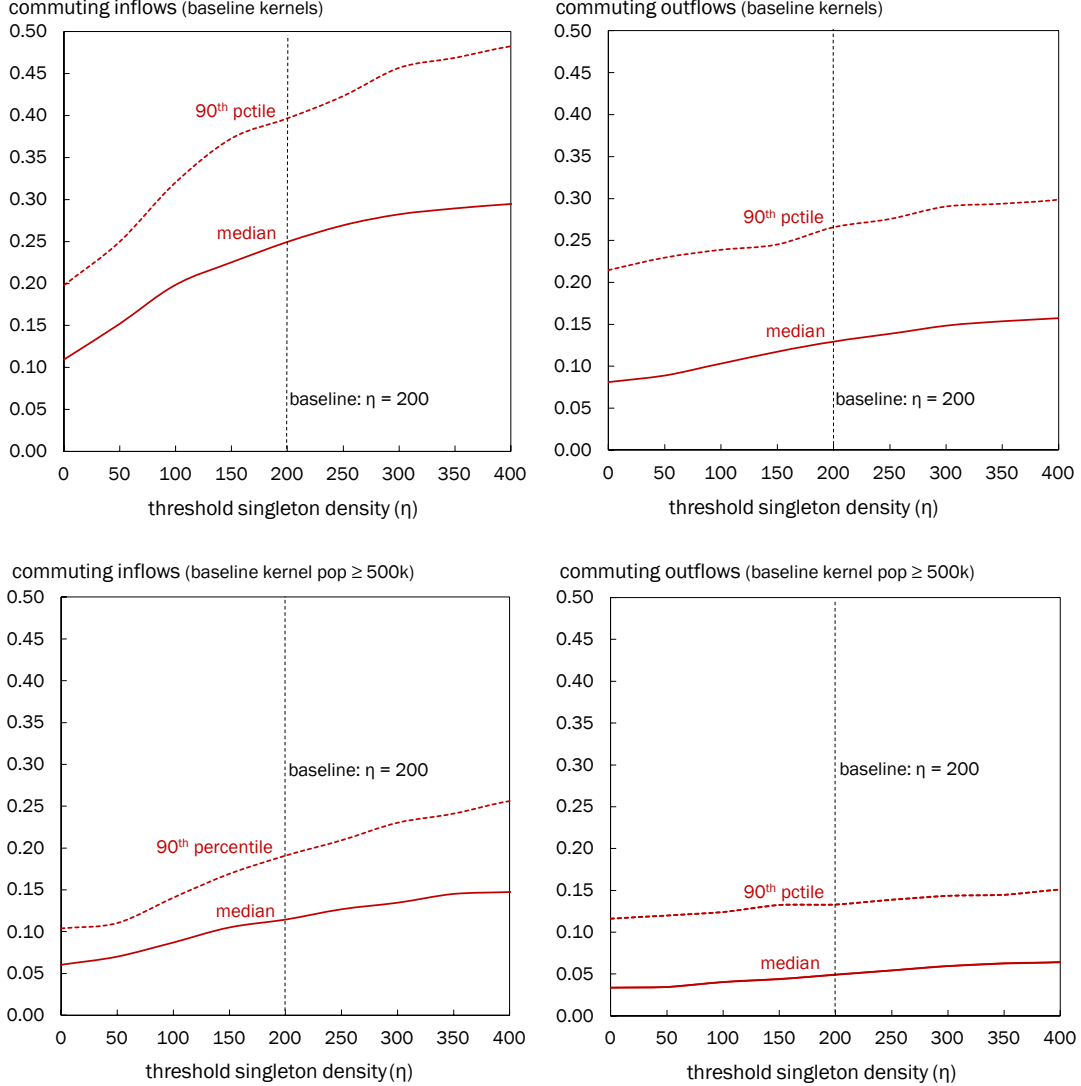 commuting inflows (baseline kernels)
0.50
0.45
0.40
0.35
0.30
0.25
0.20
0.15
0.10
0.05
0.00
90th pctile
median
baseline: η = 200
0 50 100 150 200 250 300 350 400
threshold singleton density (η)
commuting outflows (baseline kernels)
0.50
0.45
0.40
0.35
0.30
0.25
0.20
0.15
0.10
0.05
0.00
90th pctile
median
baseline: η = 200
0 50 100 150 200 250 300 350 400
threshold singleton density (η)
commuting inflows (baseline kernel pop ≥ 500k)
0.50
0.45
0.40
0.35
0.30
0.25
0.20
0.15
0.10
0.05
0.00
baseline: η = 200
90th percentile
median
0 50 100 150 200 250 300 350 400
threshold singleton density (η)
commuting outflows (baseline kernel pop ≥ 500k)
0.50
0.45
0.40
0.35
0.30
0.25
0.20
0.15
0.10
0.05
0.00
baseline: η = 200
90th pctile
median
0 50 100 150 200 250 300 350 400
threshold singleton density (η)